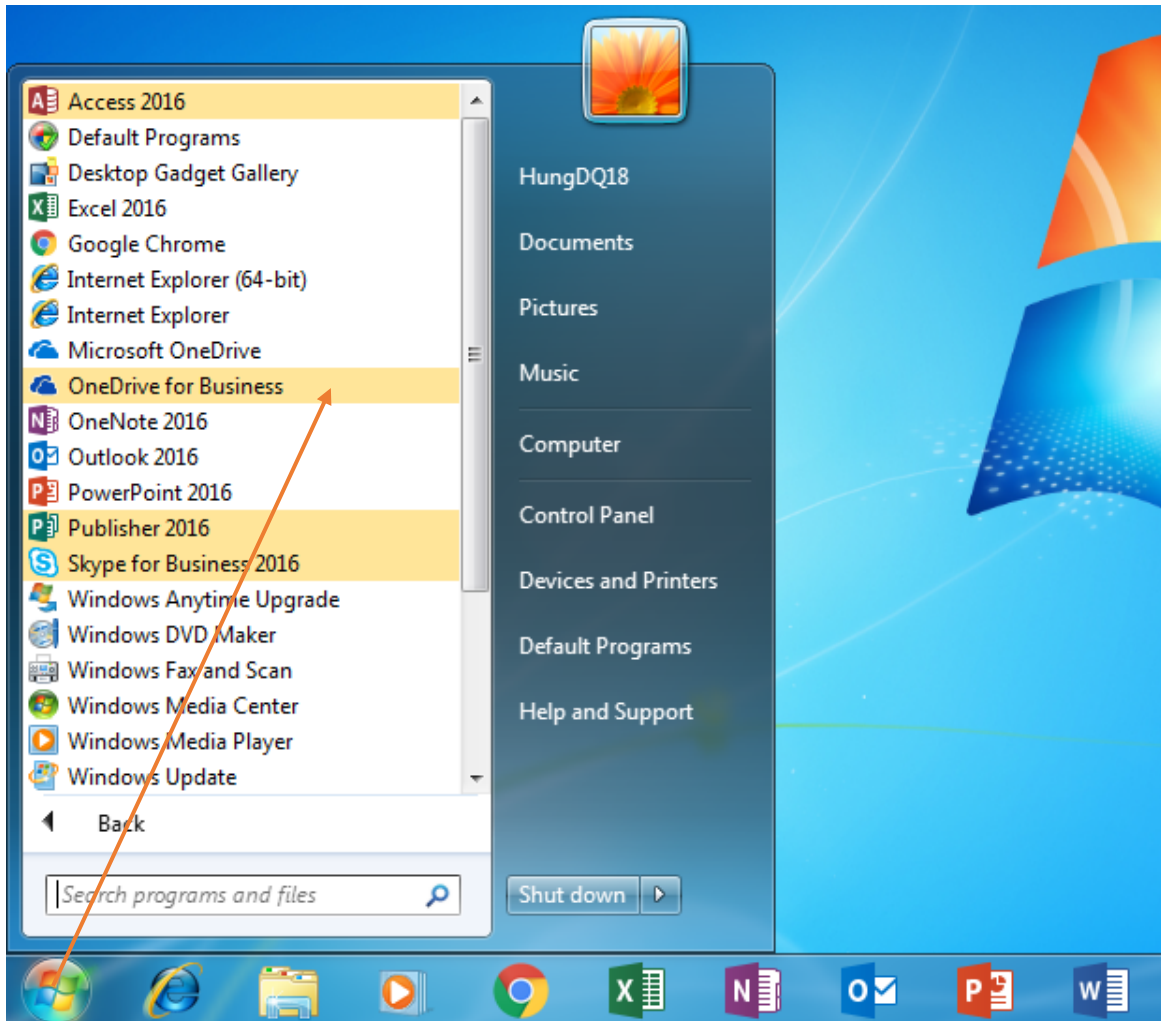 Access 2016
Default Programs
Desktop Gadget Gallery
Excel 2016
Google Chrome
Internet Explorer (64-bit)
Internet Explorer
Microsoft OneDrive
OneDrive for Business
OneNote 2016
Outlook 2016
PowerPoint 2016
Publisher 2016
Skype for Business 2016
Windows Anytime Upgrade
Windows DVD Maker
Windows Fax and Scan
Windows Media Center
Windows Media Player
Windows Update
Back
Search programs and files
HungDQ18
Documents
Pictures
Music
Computer
Control Panel
Devices and Printers
Default Programs
Help and Support
Shut down